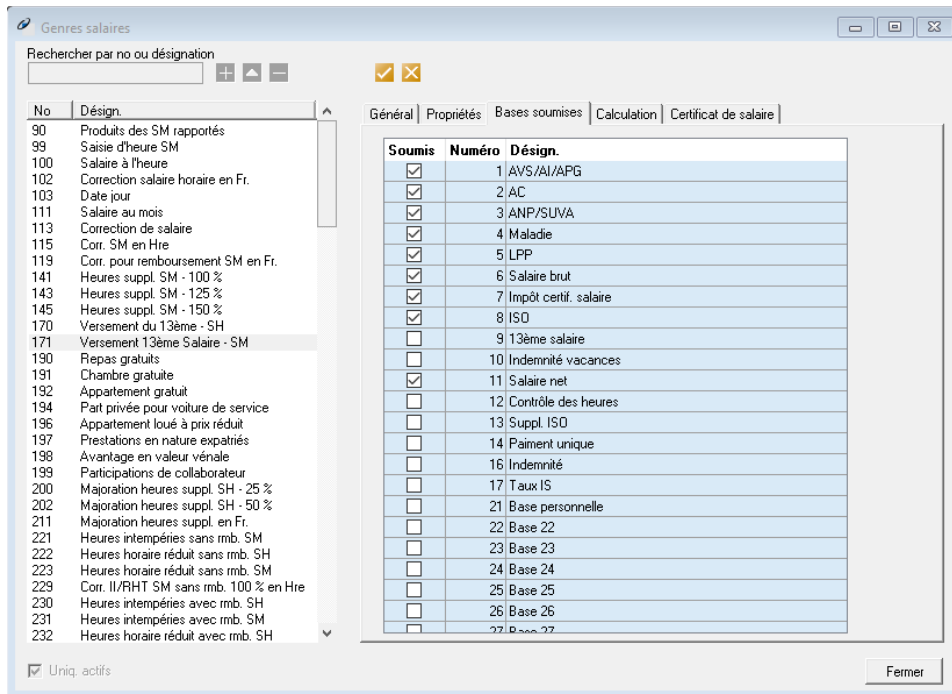 Genres salaires
Rechercher par no ou désignation
No Désign.
90 Produits des SM rapportés
99 Saisie d'heure SM
100 Salaire à l'heure
102 Correction salaire horaire en Fr.
103 Date jour
111 Salaire au mois
113 Correction de salaire
115 Corr. SM en Hre
119 Corr. pour remboursement SM en Fr.
141 Heures suppl. SM - 100 %
143 Heures suppl. SM - 125 %
145 Heures suppl. SM - 150 %
170 Versement du 13ème - SH
171 Versement 13ème Salaire - SM
190 Repas gratuits
191 Chambre gratuite
192 Appartement gratuit
194 Part privée pour voiture de service
196 Appartement loué à prix réduit
197 Prestations en nature expatriés
198 Avantage en valeur vénale
199 Participations de collaborateur
200 Majoration heures suppl. SH - 25 %
202 Majoration heures suppl. SH - 50 %
211 Majoration heures suppl. en Fr.
221 Heures intempéries sans rmb. SM
222 Heures horaire réduit sans rmb. SH
223 Heures horaire réduit sans rmb. SM
229 Corr. II/RHT SM sans rmb. 100 % en Hre
230 Heures intempéries avec rmb. SH
231 Heures intempéries avec rmb. SM
232 Heures horaire réduit avec rmb. SH
Uniq. actifs
Général Propriétés Bases soumises Calculation Certificat de salaire
Soumis Numéro Désign.
1 AVS/AI/APG
2 AC
3 ANP/SUVA
4 Maladie
5 LPP
6 Salaire brut
7 Impôt certif. salaire
8 ISO
9 13ème salaire
10 Indemnité vacances
11 Salaire net
12 Contrôle des heures
13 Suppl. ISO
14 Paiment unique
16 Indemnité
17 Taux IS
21 Base personnelle
22 Base 22
23 Base 23
24 Base 24
25 Base 25
26 Base 26
27 Base 27
Fermer